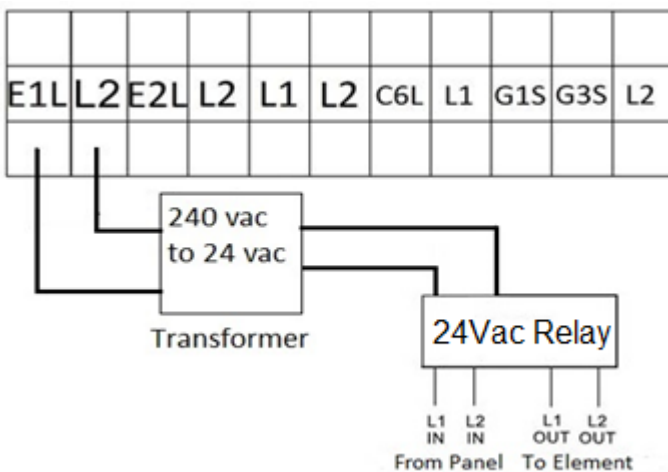 E1L L2 E2L L2 L1 L2 C6L L1 G1S G3S L2
240 vac
to 24 vac
Transformer
24Vac Relay
L1 L2 L1 L2
IN IN OUT OUT
From Panel To Element